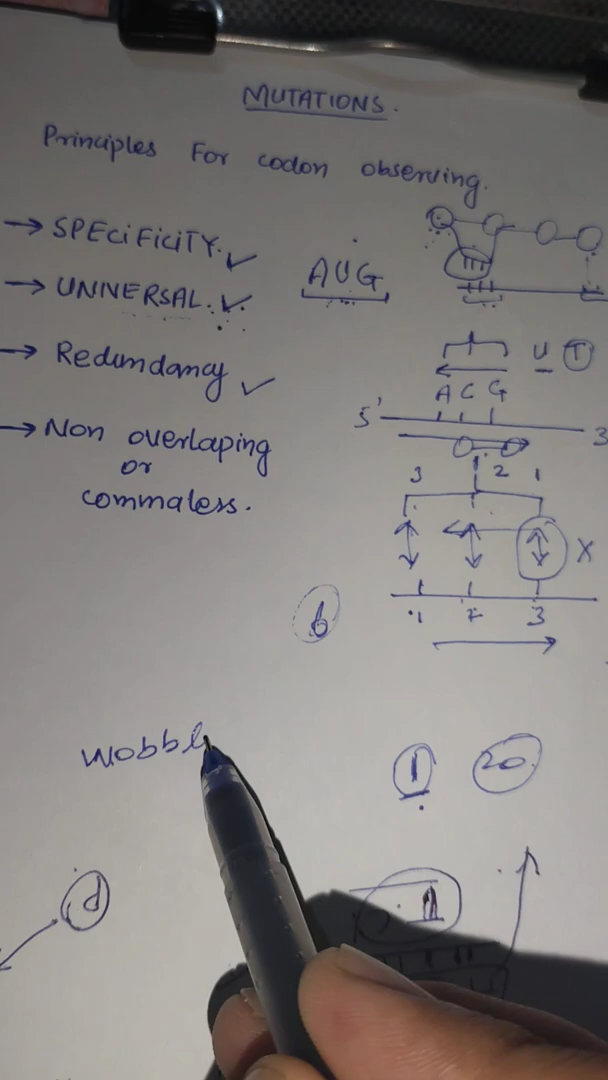 MUTATIONS.
Principles For codon observing.
→ SPECiFiCiTY. ✓
→ UNIVERSAL. ✓
AUG
→ Redundancy ✓
U T
A C G
5' 3
→ Non overlaping
or
commaless.
3 2 1
X
1 2 3
6
wobbl
1 20
d